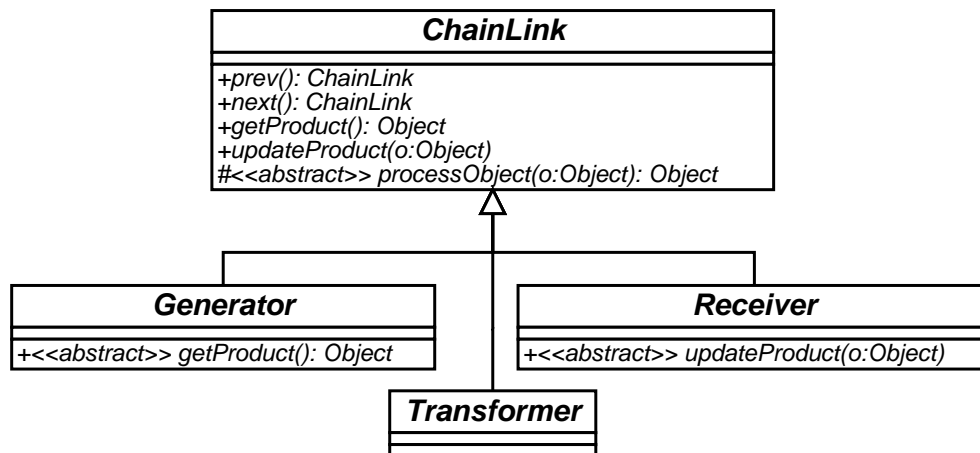 ChainLink
+prev(): ChainLink
+next(): ChainLink
+getProduct(): Object
+updateProduct(o:Object)
#<<abstract>> processObject(o:Object): Object
Generator
+<<abstract>> getProduct(): Object
Receiver
+<<abstract>> updateProduct(o:Object)
Transformer